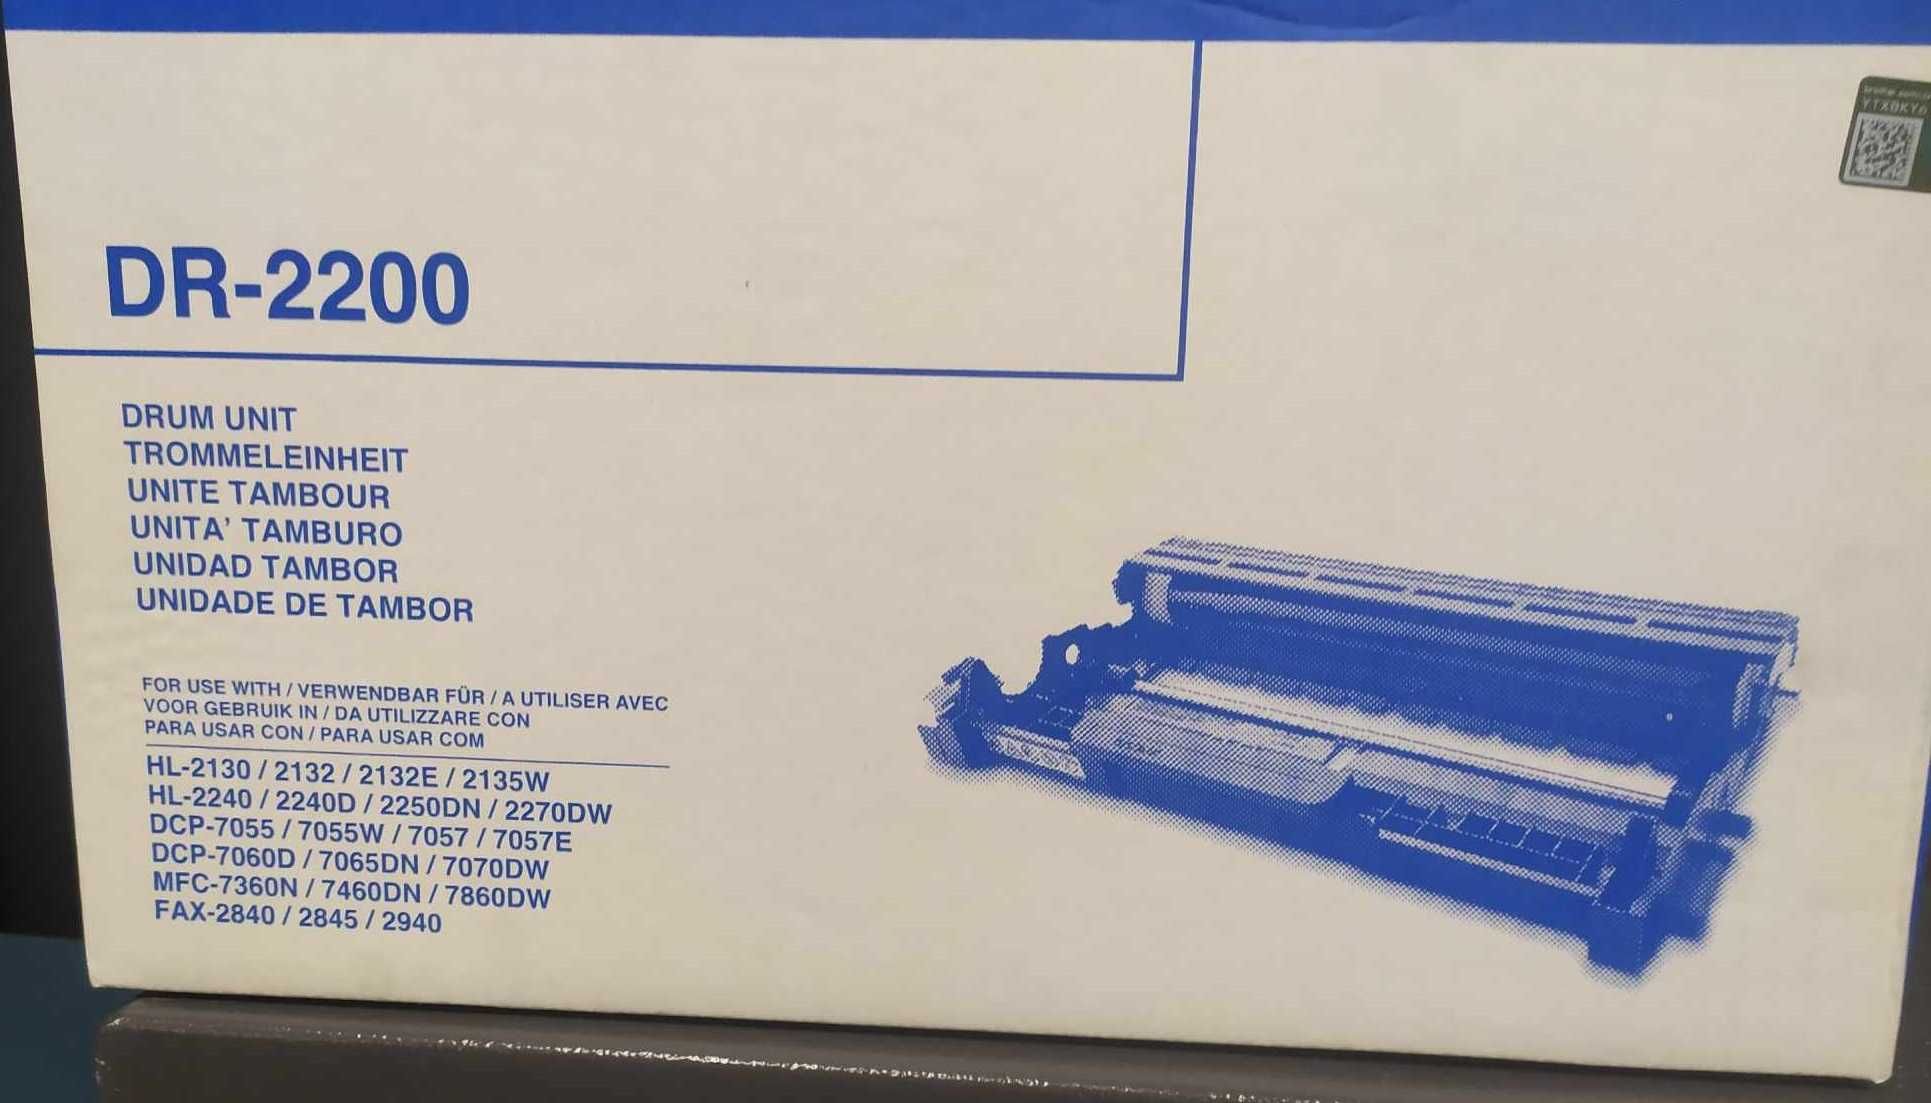 DR-2200
DRUM UNIT
TROMMELEINHEIT
UNITE TAMBOUR
UNITA' TAMBURO
UNIDAD TAMBOR
UNIDADE DE TAMBOR
FOR USE WITH / VERWENDBAR FÜR / A UTILISER AVEC
VOOR GEBRUIK IN / DA UTILIZZARE CON
PARA USAR CON / PARA USAR COM
HL-2130 / 2132 / 2132E / 2135W
HL-2240 / 2240D / 2250DN / 2270DW
DCP-7055 / 7055W / 7057 / 7057E
DCP-7060D / 7065DN / 7070DW
MFC-7360N / 7460DN / 7860DW
FAX-2840 / 2845 / 2940